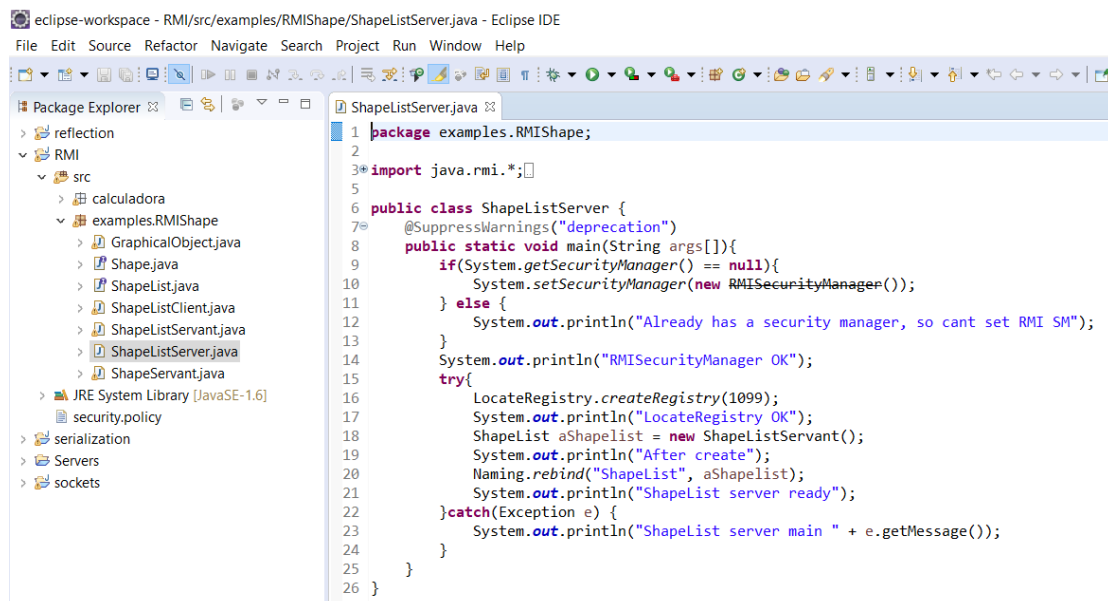 eclipse-workspace - RMI/src/examples/RMIShape/ShapeListServer.java - Eclipse IDE
File Edit Source Refactor Navigate Search Project Run Window Help
Package Explorer
reflection
RMI
src
calculadora
examples.RMIShape
GraphicalObject.java
Shape.java
ShapeList.java
ShapeListClient.java
ShapeListServant.java
ShapeListServer.java
ShapeServant.java
JRE System Library [JavaSE-1.6]
security.policy
serialization
Servers
sockets
ShapeListServer.java
1 package examples.RMIShape;
2
3 import java.rmi.*;
5
6 public class ShapeListServer {
7 @SuppressWarnings("deprecation")
8 public static void main(String args[]){
9 if(System.getSecurityManager() == null){
10 System.setSecurityManager(new RMISecurityManager());
11 } else {
12 System.out.println("Already has a security manager, so cant set RMI SM");
13 }
14 System.out.println("RMISecurityManager OK");
15 try{
16 LocateRegistry.createRegistry(1099);
17 System.out.println("LocateRegistry OK");
18 ShapeList aShapelist = new ShapeListServant();
19 System.out.println("After create");
20 Naming.rebind("ShapeList", aShapelist);
21 System.out.println("ShapeList server ready");
22 }catch(Exception e) {
23 System.out.println("ShapeList server main " + e.getMessage());
24 }
25 }
26 }